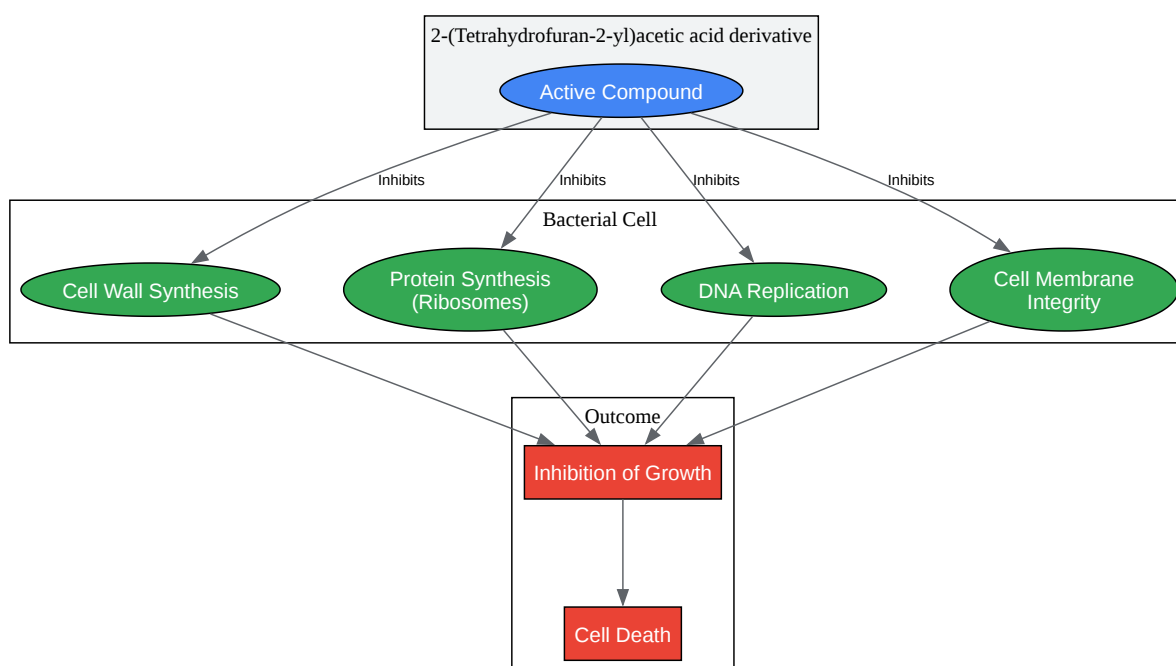 2-(Tetrahydrofuran-2-yl)acetic acid derivative
Active Compound
Inhibits
Inhibits
Inhibits
Inhibits
Bacterial Cell
Cell Wall Synthesis
Protein Synthesis
(Ribosomes)
DNA Replication
Cell Membrane
Integrity
Outcome
Inhibition of Growth
Cell Death